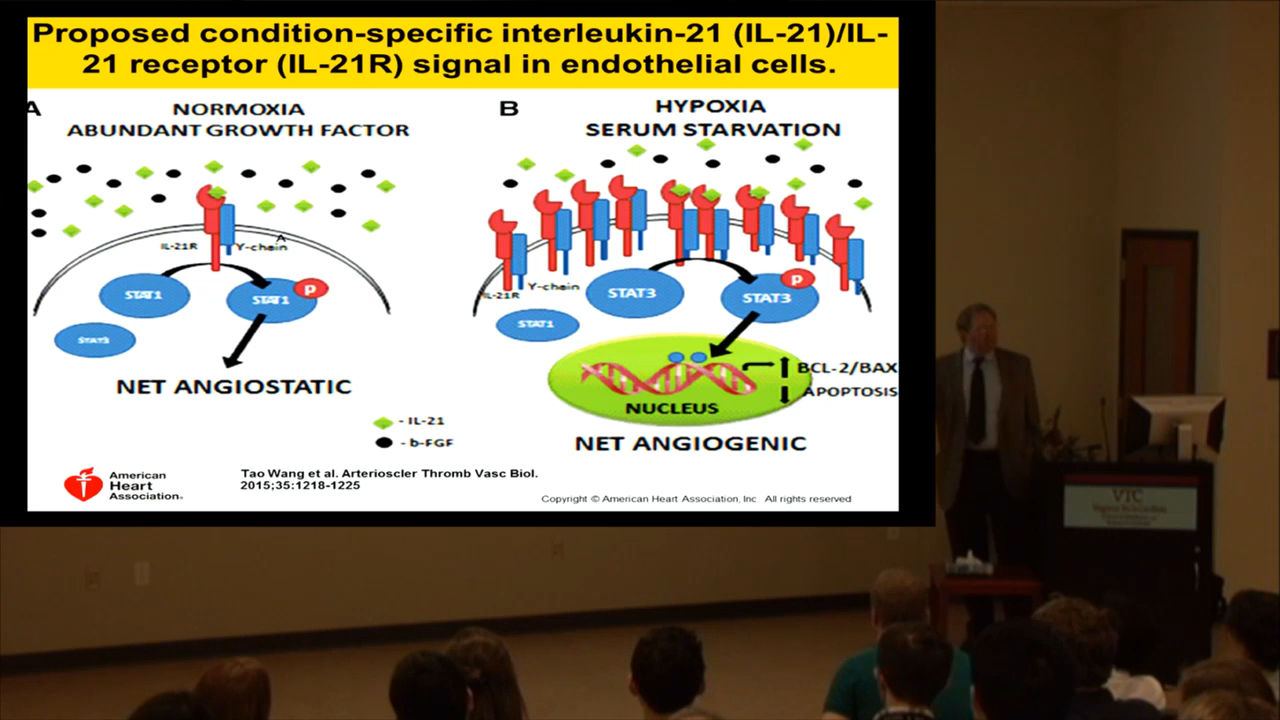 Proposed condition-specific interleukin-21 (IL-21)/IL-
21 receptor (IL-21R) signal in endothelial cells.
A
NORMOXIA
ABUNDANT GROWTH FACTOR
IL-21R
Y-chain
A
STAT1
STAT1
P
STAT3
NET ANGIOSTATIC
- IL-21
- b-FGF
B
HYPOXIA
SERUM STARVATION
IL-21R
Y-chain
STAT3
STAT3
P
STAT1
BCL-2/BAX
APOPTOSIS
NUCLEUS
NET ANGIOGENIC
American
Heart
Association®
Tao Wang et al. Arterioscler Thromb Vasc Biol.
2015;35:1218-1225
Copyright © American Heart Association, Inc. All rights reserved
VTC